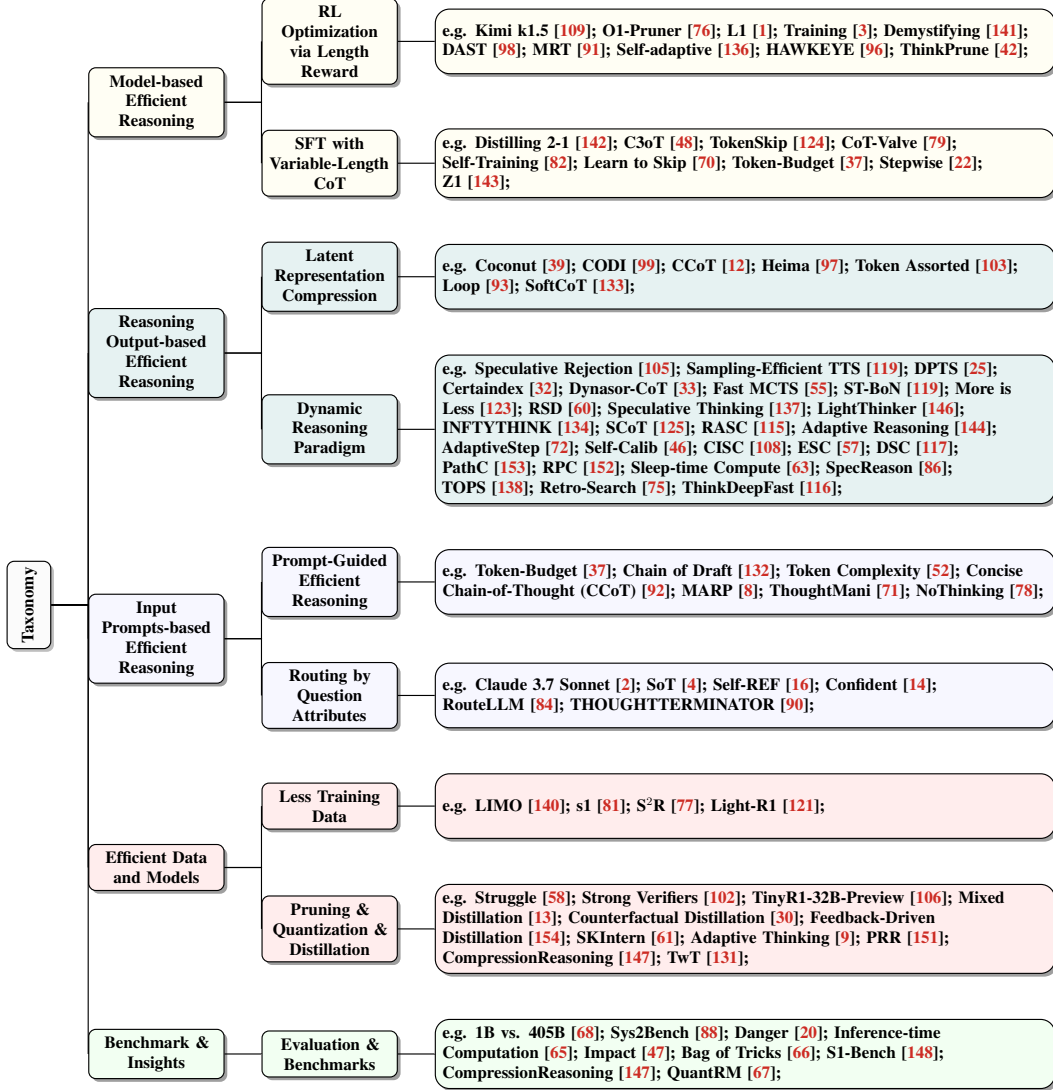 Taxonomy
Model-based
Efficient
Reasoning
RL
Optimization
via Length
Reward
e.g. Kimi k1.5 [109]; O1-Pruner [76]; L1 [1]; Training [3]; Demystifying [141];
DAST [98]; MRT [91]; Self-adaptive [136]; HAWKEYE [96]; ThinkPrune [42];
SFT with
Variable-Length
CoT
e.g. Distilling 2-1 [142]; C3oT [48]; TokenSkip [124]; CoT-Valve [79];
Self-Training [82]; Learn to Skip [70]; Token-Budget [37]; Stepwise [22];
Z1 [143];
Reasoning
Output-based
Efficient
Reasoning
Latent
Representation
Compression
e.g. Coconut [39]; CODI [99]; CCoT [12]; Heima [97]; Token Assorted [103];
Loop [93]; SoftCoT [133];
Dynamic
Reasoning
Paradigm
e.g. Speculative Rejection [105]; Sampling-Efficient TTS [119]; DPTS [25];
Certaindex [32]; Dynasor-CoT [33]; Fast MCTS [55]; ST-BoN [119]; More is
Less [123]; RSD [60]; Speculative Thinking [137]; LightThinker [146];
INFTYTHINK [134]; SCoT [125]; RASC [115]; Adaptive Reasoning [144];
AdaptiveStep [72]; Self-Calib [46]; CISC [108]; ESC [57]; DSC [117];
PathC [153]; RPC [152]; Sleep-time Compute [63]; SpecReason [86];
TOPS [138]; Retro-Search [75]; ThinkDeepFast [116];
Input
Prompts-based
Efficient
Reasoning
Prompt-Guided
Efficient
Reasoning
e.g. Token-Budget [37]; Chain of Draft [132]; Token Complexity [52]; Concise
Chain-of-Thought (CCoT) [92]; MARP [8]; ThoughtMani [71]; NoThinking [78];
Routing by
Question
Attributes
e.g. Claude 3.7 Sonnet [2]; SoT [4]; Self-REF [16]; Confident [14];
RouteLLM [84]; THOUGHTTERMINATOR [90];
Efficient Data
and Models
Less Training
Data
e.g. LIMO [140]; s1 [81]; S²R [77]; Light-R1 [121];
Pruning &
Quantization &
Distillation
e.g. Struggle [58]; Strong Verifiers [102]; TinyR1-32B-Preview [106]; Mixed
Distillation [13]; Counterfactual Distillation [30]; Feedback-Driven
Distillation [154]; SKIntern [61]; Adaptive Thinking [9]; PRR [151];
CompressionReasoning [147]; TwT [131];
Benchmark &
Insights
Evaluation &
Benchmarks
e.g. 1B vs. 405B [68]; Sys2Bench [88]; Danger [20]; Inference-time
Computation [65]; Impact [47]; Bag of Tricks [66]; S1-Bench [148];
CompressionReasoning [147]; QuantRM [67];